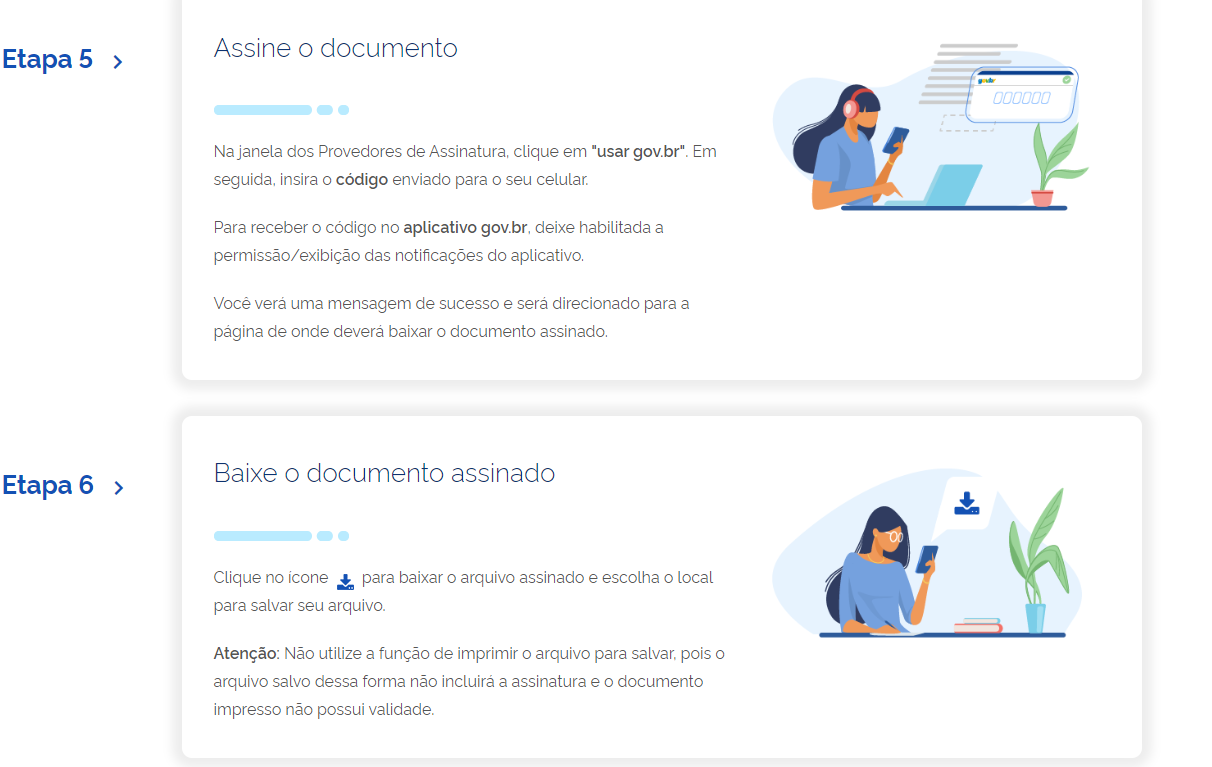 Etapa 5
Assine o documento
Na janela dos Provedores de Assinatura, clique em "usar gov.br". Em
seguida, insira o código enviado para o seu celular.
Para receber o código no aplicativo gov.br, deixe habilitada a
permissão/exibição das notificações do aplicativo.
Você verá uma mensagem de sucesso e será direcionado para a
página de onde deverá baixar o documento assinado.
gov.br
000000
Etapa 6
Baixe o documento assinado
Clique no ícone para baixar o arquivo assinado e escolha o local
para salvar seu arquivo.
Atenção: Não utilize a função de imprimir o arquivo para salvar, pois o
arquivo salvo dessa forma não incluirá a assinatura e o documento
impresso não possui validade.